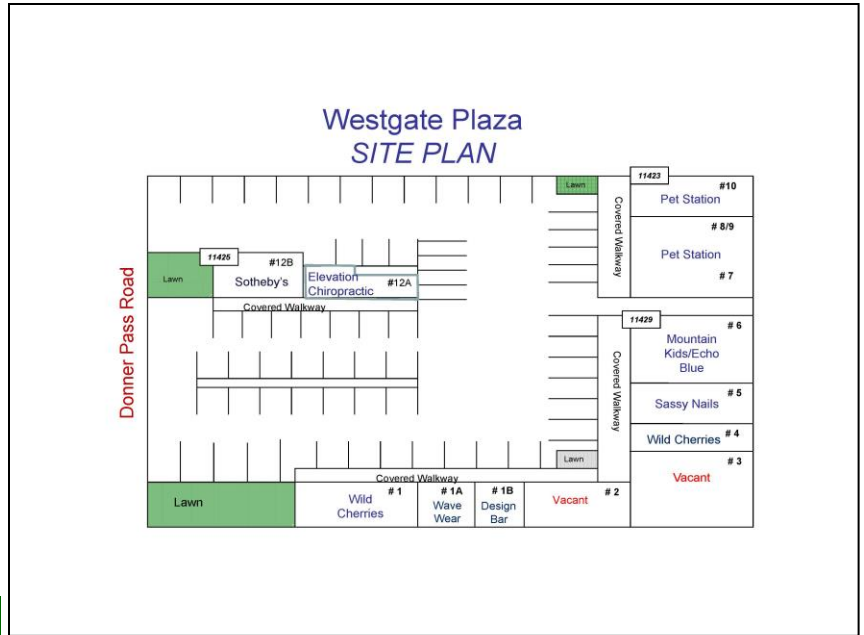 Westgate Plaza
SITE PLAN
Donner Pass Road
Lawn
11423
#10
Pet Station
Covered Walkway
# 8/9
Pet Station
# 7
11425
#12B
Lawn
Sotheby's
Elevation
Chiropractic
#12A
Covered Walkway
11429
# 6
Mountain
Kids/Echo
Blue
Covered Walkway
# 5
Sassy Nails
Wild Cherries # 4
Lawn
# 3
Vacant
Covered Walkway
Lawn
# 1
Wild
Cherries
# 1A
Wave
Wear
# 1B
Design
Bar
Vacant
# 2